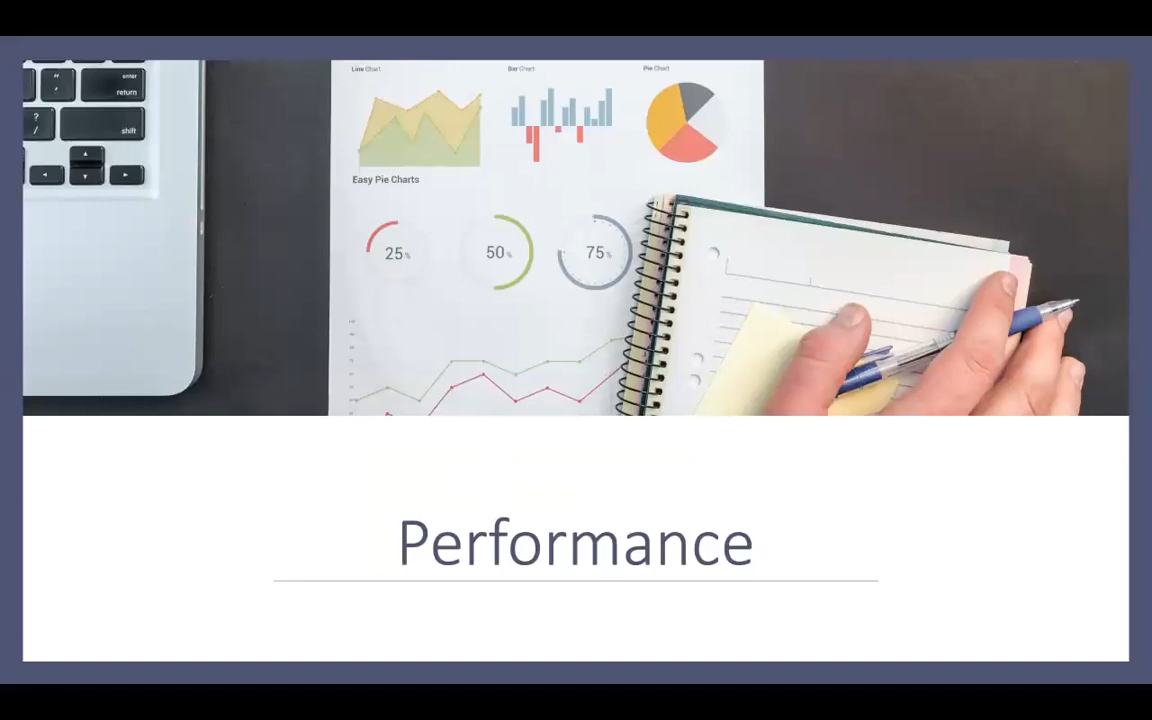 enter
return
shift
?
/
Line Chart
Bar Chart
Pie Chart
Easy Pie Charts
25%
50%
75%
Performance